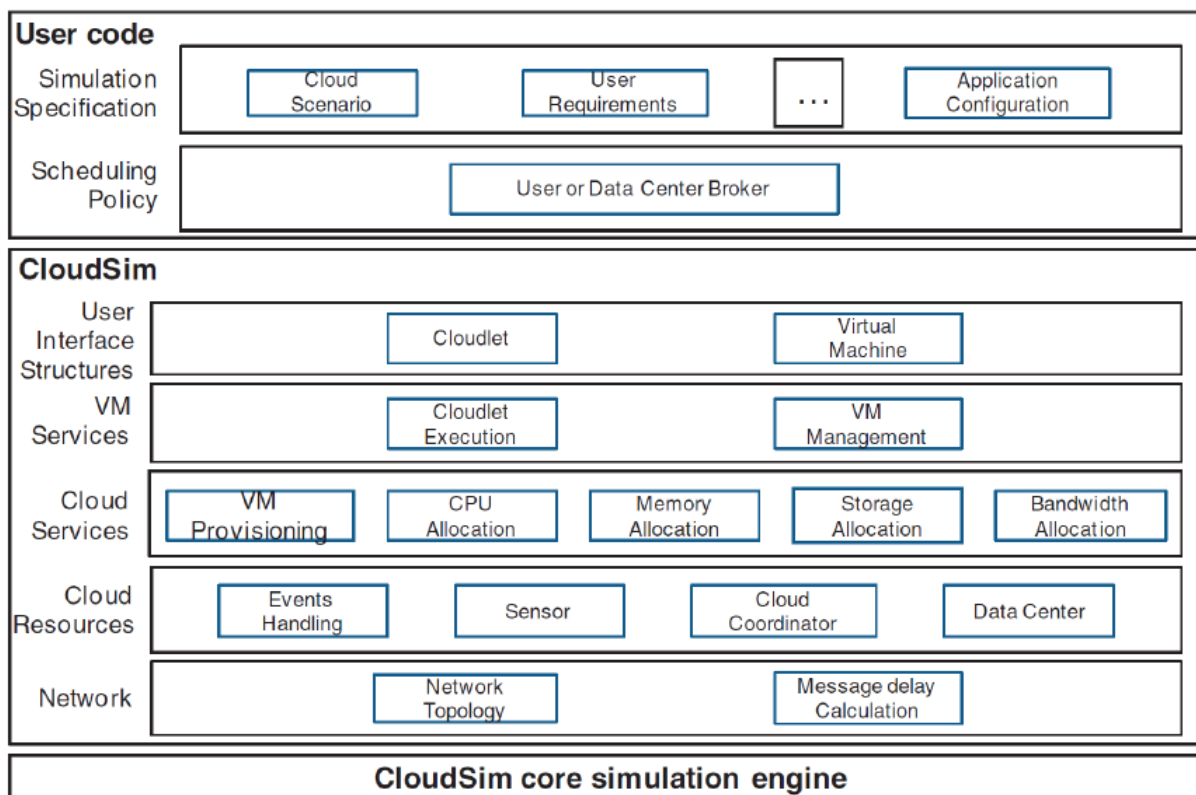 User code
Simulation
Specification
Cloud
Scenario
User
Requirements
...
Application
Configuration
Scheduling
Policy
User or Data Center Broker
CloudSim
User
Interface
Structures
Cloudlet
Virtual
Machine
VM
Services
Cloudlet
Execution
VM
Management
Cloud
Services
VM
Provisioning
CPU
Allocation
Memory
Allocation
Storage
Allocation
Bandwidth
Allocation
Cloud
Resources
Events
Handling
Sensor
Cloud
Coordinator
Data Center
Network
Network
Topology
Message delay
Calculation
CloudSim core simulation engine